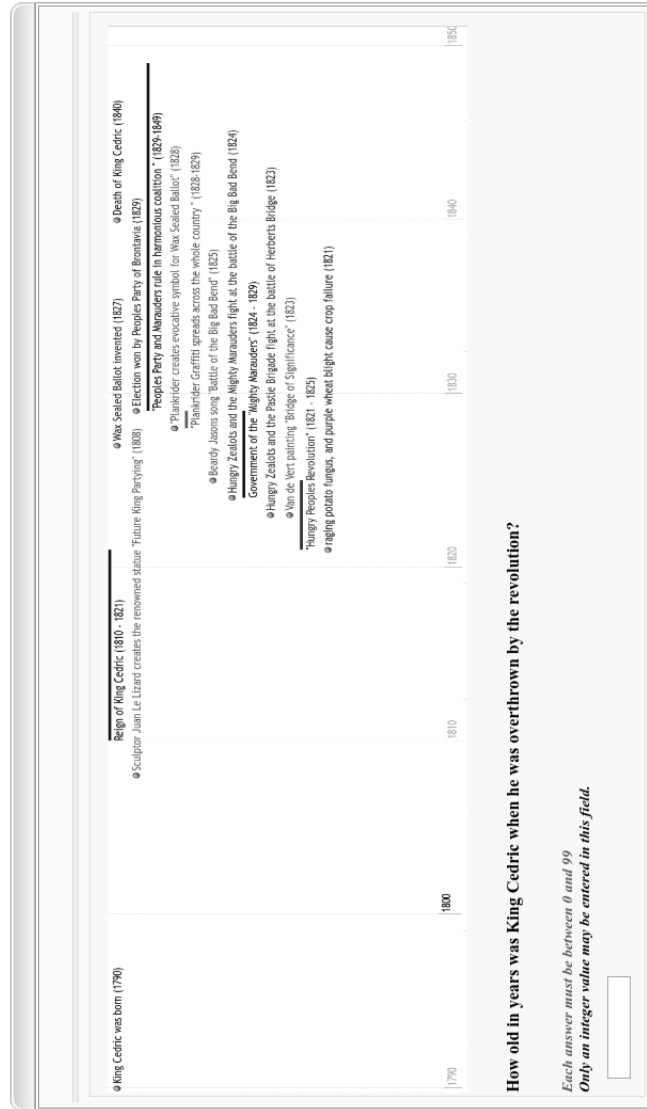 King Cedric was born (1790)
Reign of King Cedric (1810 - 1821)
Wax Sealed Ballot invented (1827)
Death of King Cedric (1840)
Sculptor Juan Le Lizard creates the renowned statue "Future King Partying" (1808)
Election won by Peoples Party of Brontavia (1829)
"Peoples Party and Marauders rule in harmonious coalition " (1829-1849)
"Plankrider creates evocative symbol for Wax Sealed Ballot" (1828)
"Plankrider Graffiti spreads across the whole country " (1828-1829)
Beardy Jasons song "Battle of the Big Bad Bend" (1825)
Hungry Zealots and the Mighty Marauders fight at the battle of the Big Bad Bend (1824)
Government of the "Mighty Marauders" (1824 - 1829)
Hungry Zealots and the Pastie Brigade fight at the battle of Herberts Bridge (1823)
Van de Vert painting "Bridge of Significance" (1823)
"Hungry Peoples Revolution" (1821 - 1825)
raging potato fungus, and purple wheat blight cause crop failure (1821)
1790 1800 1810 1820 1830 1840 1850
How old in years was King Cedric when he was overthrown by the revolution?
Each answer must be between 0 and 99
Only an integer value may be entered in this field.